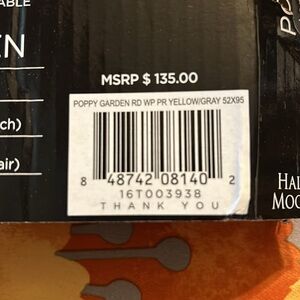 ABLE
EN
MSRP $ 135.00
ch)
air)
POPPY GARDEN RD WP PR YELLOW/GRAY 52X95
8 48742 08140 2
16T003938
THANK YOU
HAL
MOO